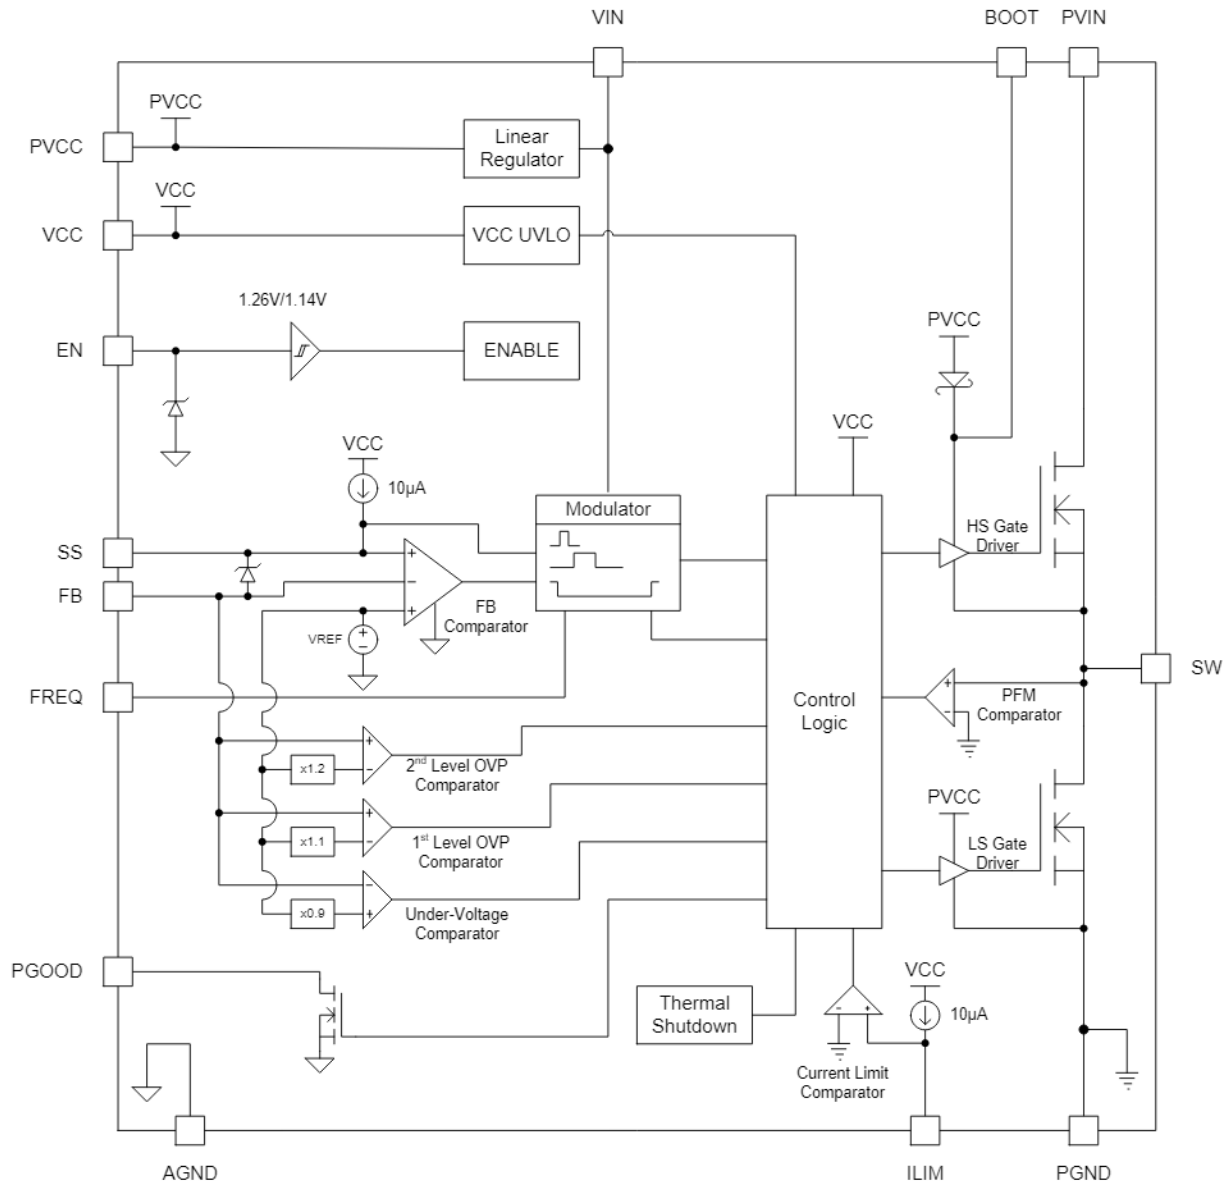 VIN
BOOT
PVIN
PVCC
PVCC
Linear
Regulator
VCC
VCC
VCC UVLO
1.26V/1.14V
EN
ENABLE
PVCC
VCC
10µA
VCC
Modulator
SS
HS Gate
Driver
FB
FB
Comparator
VREF
SW
FREQ
Control
Logic
PFM
Comparator
x1.2
2nd Level OVP
Comparator
PVCC
x1.1
1st Level OVP
Comparator
LS Gate
Driver
x0.9
Under-Voltage
Comparator
PGOOD
Thermal
Shutdown
VCC
10µA
Current Limit
Comparator
AGND
ILIM
PGND